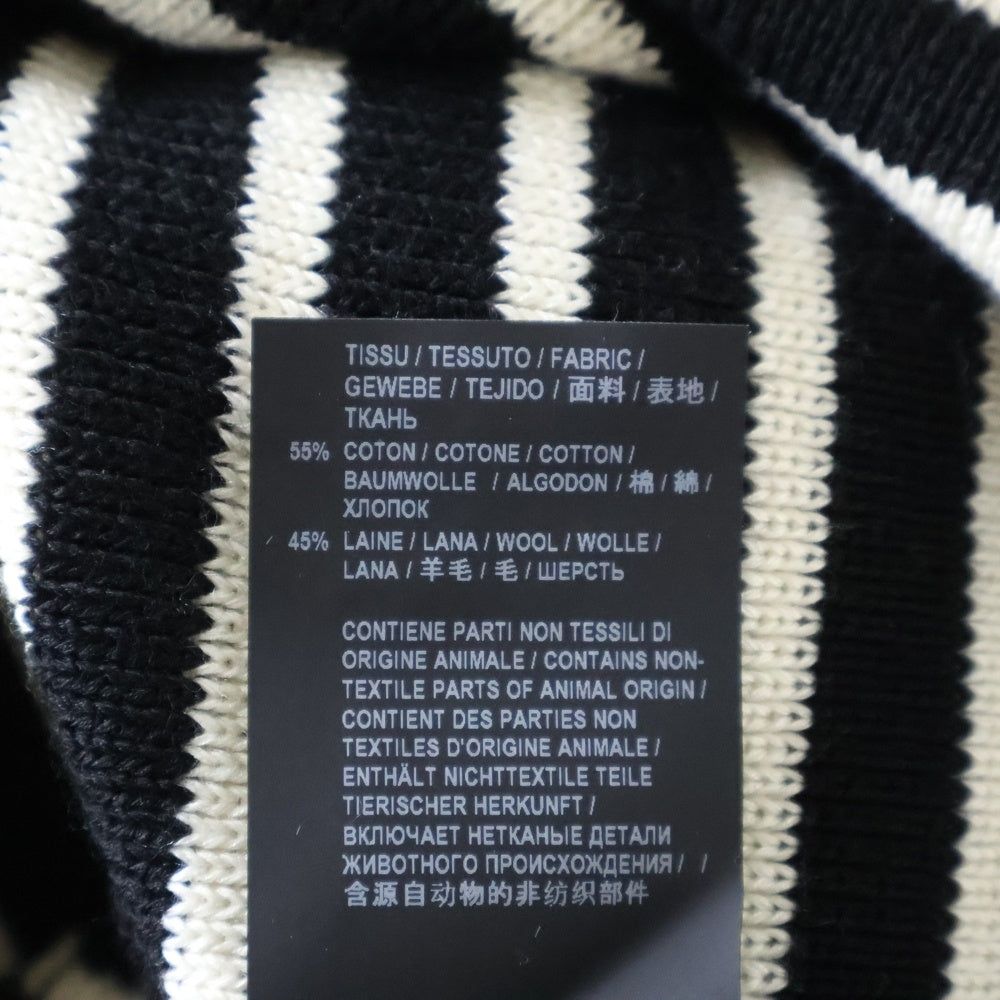 TISSU / TESSUTO / FABRIC /
GEWEBE / TEJIDO / 面料 / 表地 /
ТКАНЬ
55% COTON / COTONE / COTTON /
BAUMWOLLE / ALGODON / 棉 / 綿 /
ХЛОПОК
45% LAINE / LANA / WOOL / WOLLE /
LANA / 羊毛 / 毛 / ШЕРСТЬ
CONTIENE PARTI NON TESSILI DI
ORIGINE ANIMALE / CONTAINS NON-
TEXTILE PARTS OF ANIMAL ORIGIN /
CONTIENT DES PARTIES NON
TEXTILES D'ORIGINE ANIMALE /
ENTHÄLT NICHTTEXTILE TEILE
TIERISCHER HERKUNFT /
ВКЛЮЧАЕТ НЕТКАНЫЕ ДЕТАЛИ
ЖИВОТНОГО ПРОИСХОЖДЕНИЯ / /
含源自动物的非纺织部件